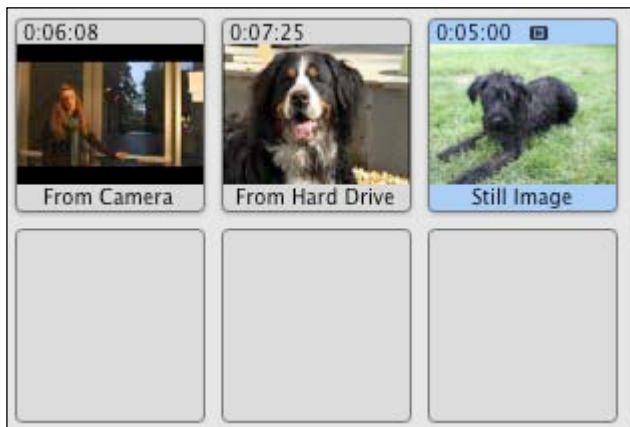 0:06:08
0:07:25
0:05:00
From Camera
From Hard Drive
Still Image